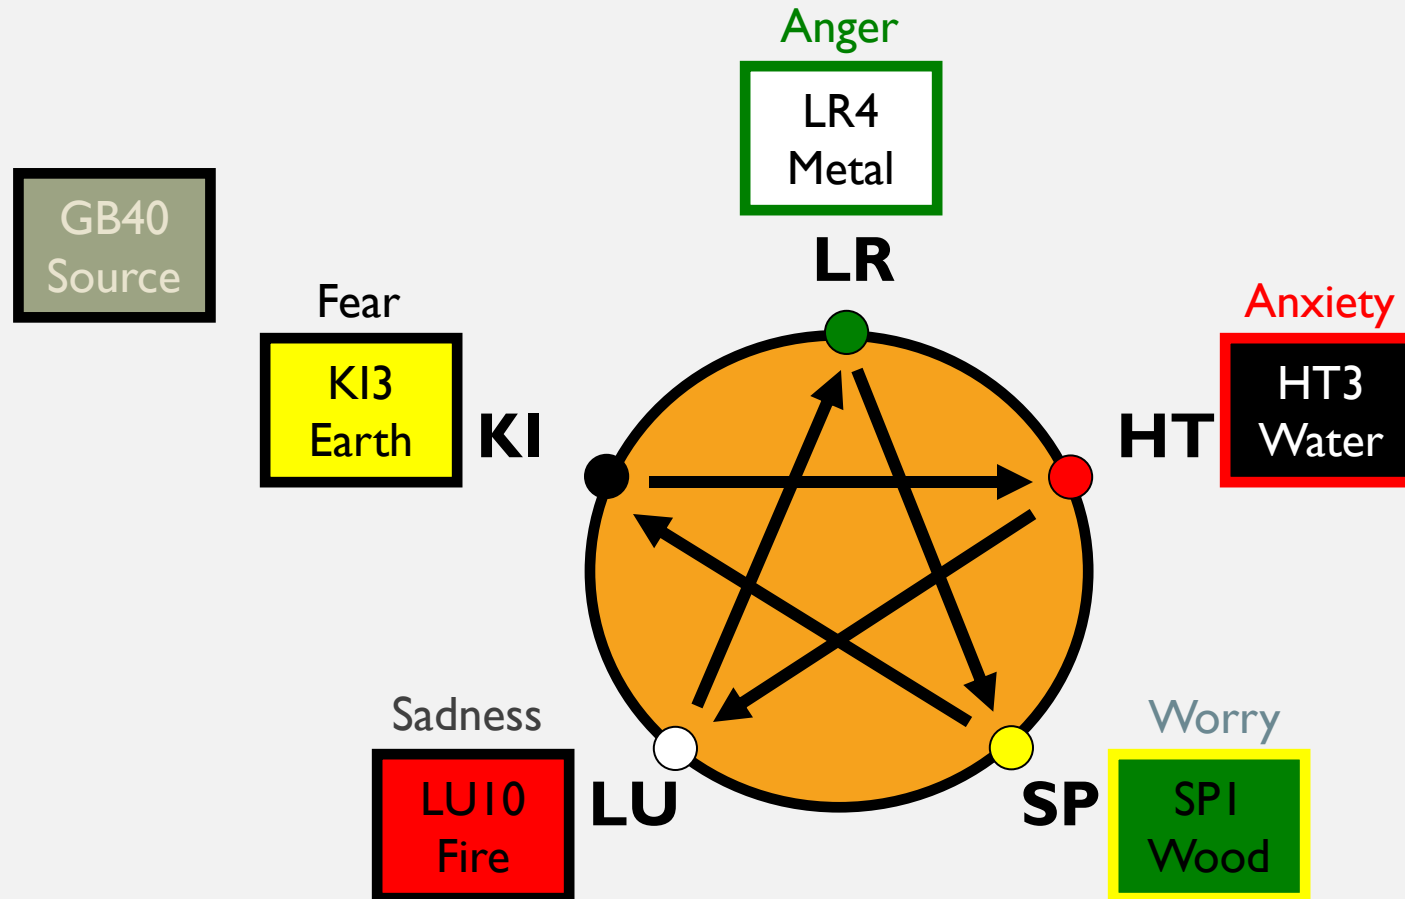 Anger
LR4
Metal
LR
GB40
Source
Fear
KI3
Earth
KI
Anxiety
HT
HT3
Water
Sadness
LU10
Fire
LU
Worry
SP
SP1
Wood